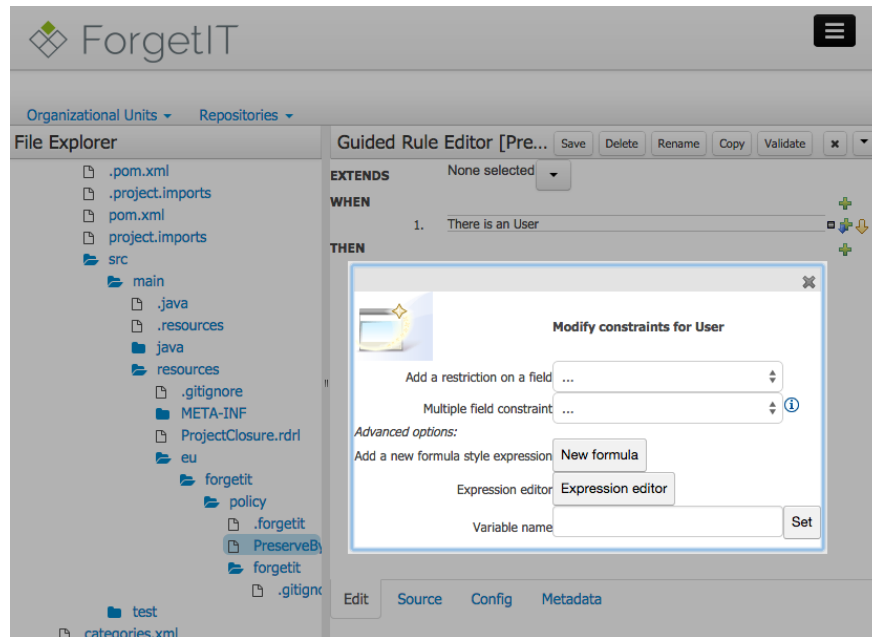 ForgetIT
Organizational Units Repositories
File Explorer
.pom.xml
.project.imports
pom.xml
project.imports
src
main
.java
.resources
java
resources
.gitignore
META-INF
ProjectClosure.rdrl
eu
forgetit
policy
.forgetit
PreserveBy
forgetit
.gitignc
test
categories.xml
Guided Rule Editor [Pre... Save Delete Rename Copy Validate
EXTENDS None selected
WHEN
1. There is an User
THEN
Modify constraints for User
Add a restriction on a field ...
Multiple field constraint ...
Advanced options:
Add a new formula style expression New formula
Expression editor Expression editor
Variable name Set
Edit Source Config Metadata